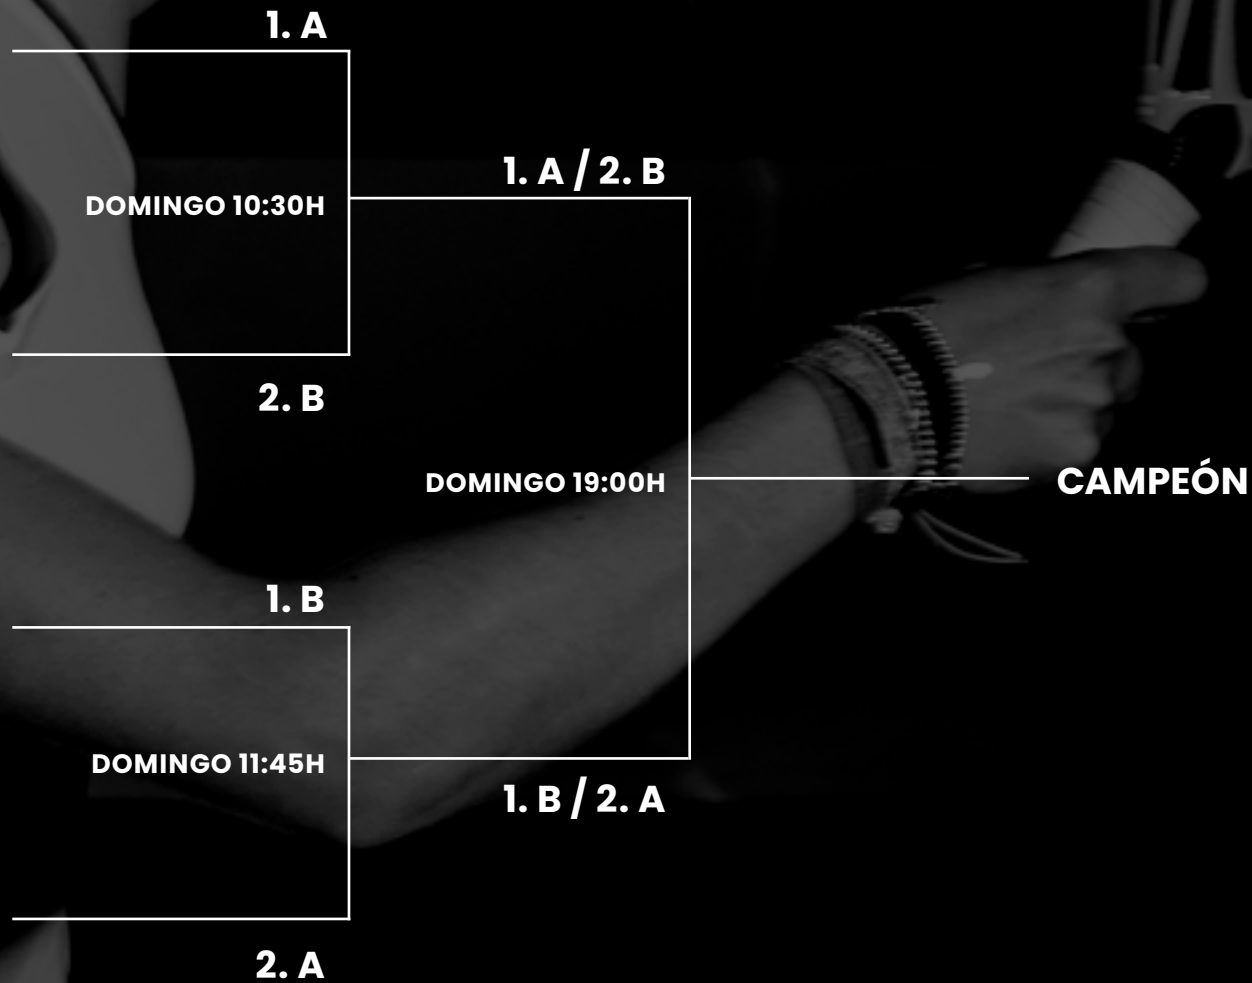 1. A
DOMINGO 10:30H
2. B
1. A / 2. B
DOMINGO 19:00H
CAMPEÓN
1. B
DOMINGO 11:45H
1. B / 2. A
2. A